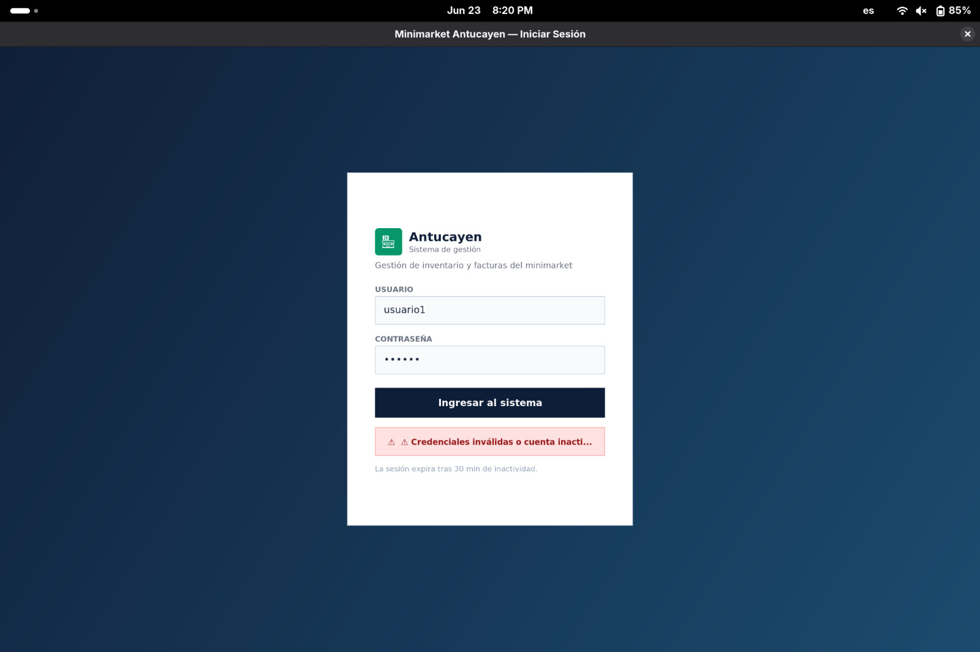 Jun 23 8:20 PM
es
85%
Minimarket Antucayen — Iniciar Sesión
Antucayen
Sistema de gestión
Gestión de inventario y facturas del minimarket
USUARIO
usuario1
CONTRASEÑA
••••••
Ingresar al sistema
⚠ ⚠ Credenciales inválidas o cuenta inacti...
La sesión expira tras 30 min de inactividad.